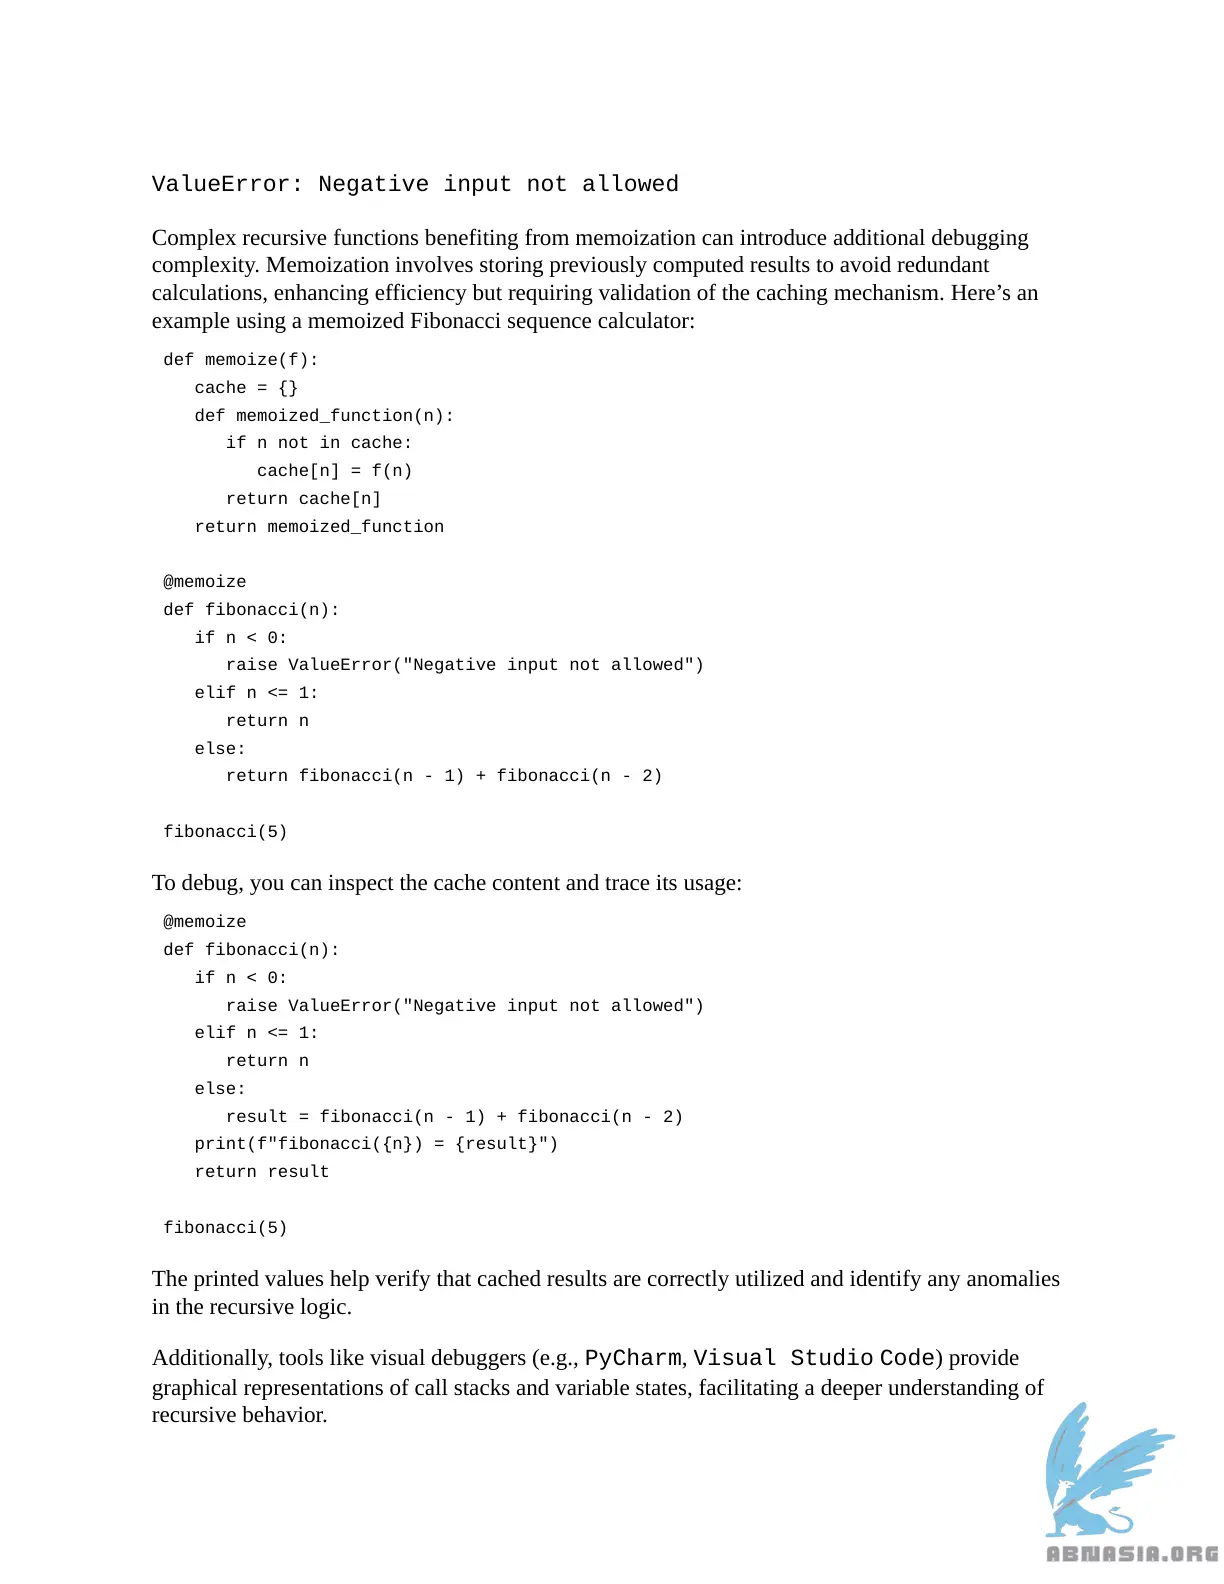 ValueError: Negative input not allowed
Complex recursive functions benefiting from memoization can introduce additional debugging
complexity. Memoization involves storing previously computed results to avoid redundant
calculations, enhancing efficiency but requiring validation of the caching mechanism. Here’s an
example using a memoized Fibonacci sequence calculator:
def memoize(f):
   cache = {}
   def memoized_function(n):
      if n not in cache:
         cache[n] = f(n)
      return cache[n]
   return memoized_function

@memoize
def fibonacci(n):
   if n < 0:
      raise ValueError("Negative input not allowed")
   elif n <= 1:
      return n
   else:
      return fibonacci(n - 1) + fibonacci(n - 2)

fibonacci(5)
To debug, you can inspect the cache content and trace its usage:
@memoize
def fibonacci(n):
   if n < 0:
      raise ValueError("Negative input not allowed")
   elif n <= 1:
      return n
   else:
      result = fibonacci(n - 1) + fibonacci(n - 2)
   print(f"fibonacci({n}) = {result}")
   return result

fibonacci(5)
The printed values help verify that cached results are correctly utilized and identify any anomalies
in the recursive logic.
Additionally, tools like visual debuggers (e.g., PyCharm, Visual Studio Code) provide
graphical representations of call stacks and variable states, facilitating a deeper understanding of
recursive behavior.
ABNASIA.ORG